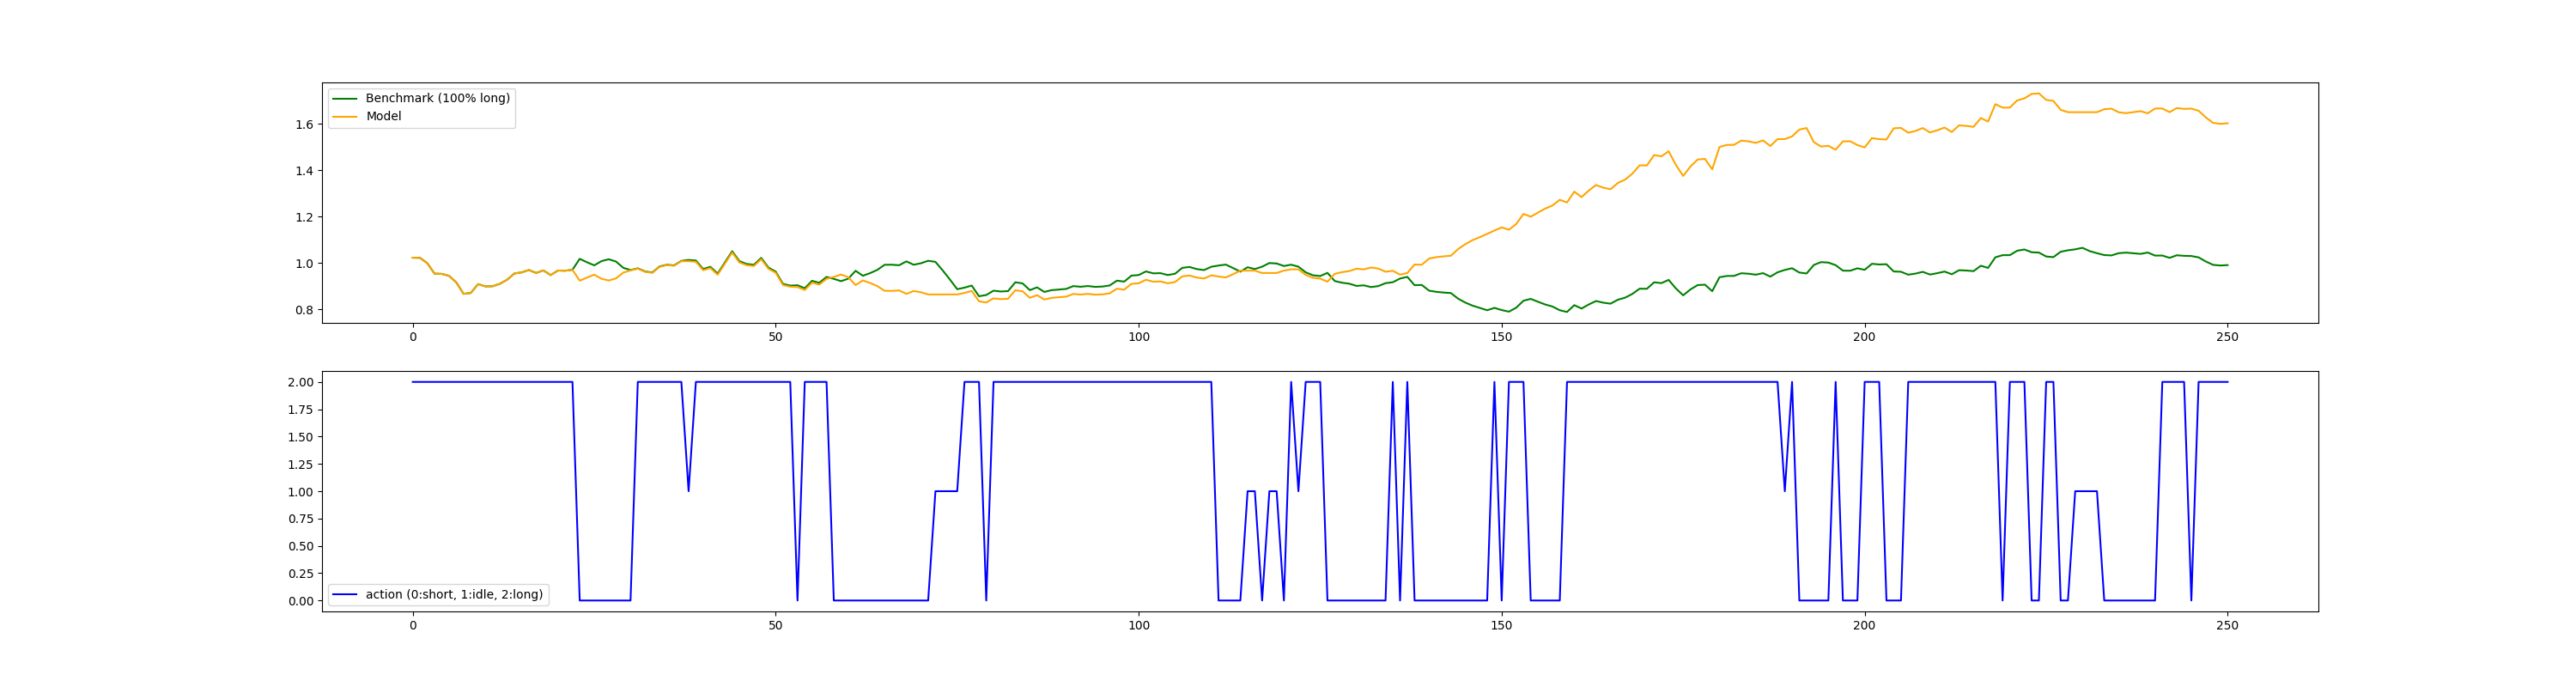 Benchmark (100% long)
Model
1.6
1.4
1.2
1.0
0.8
0 50 100 150 200 250
2.00
1.75
1.50
1.25
1.00
0.75
0.50
0.25
0.00
action (0:short, 1:idle, 2:long)
0 50 100 150 200 250